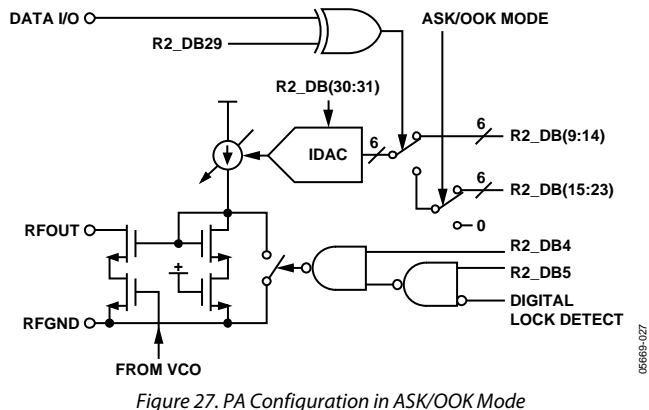 DATA I/O
ASK/OOK MODE
R2_DB29
R2_DB(30:31)
IDAC
6
6
R2_DB(9:14)
6
R2_DB(15:23)
0
RFOUT
+
R2_DB4
R2_DB5
DIGITAL
LOCK DETECT
RFGND
FROM VCO
05669-027
Figure 27. PA Configuration in ASK/OOK Mode